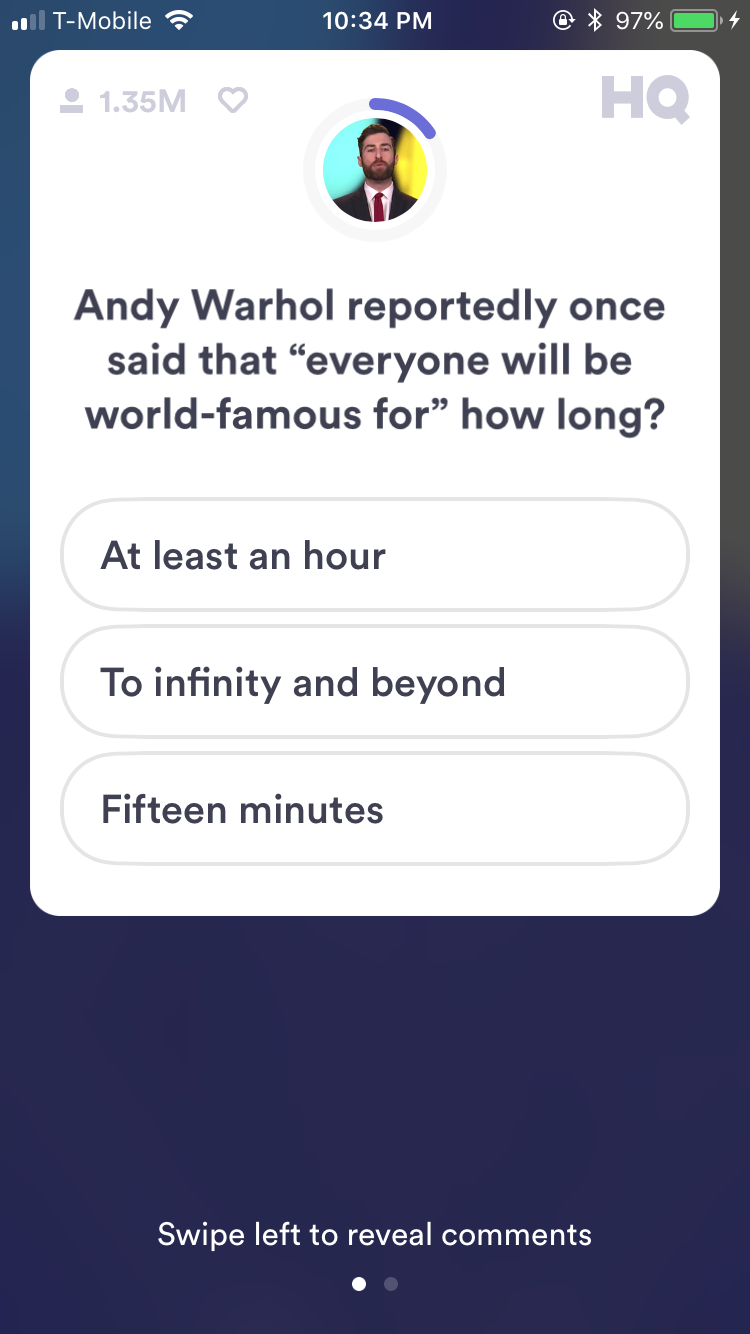 T-Mobile 10:34 PM 97%
1.35M HQ
Andy Warhol reportedly once
said that “everyone will be
world-famous for” how long?
At least an hour
To infinity and beyond
Fifteen minutes
Swipe left to reveal comments